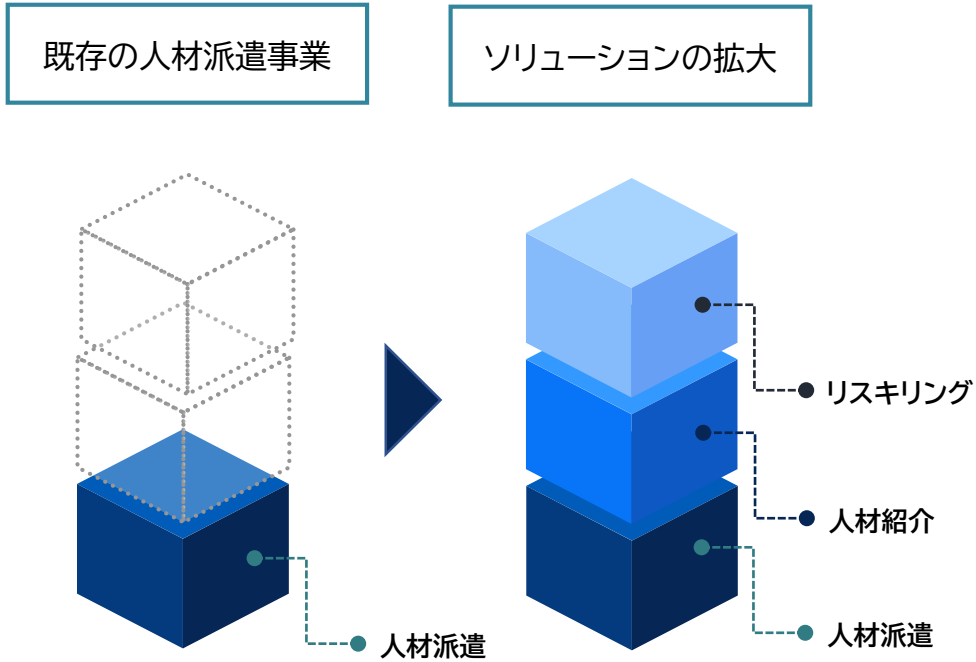 既存の人材派遣事業
ソリューションの拡大
リスキリング
人材紹介
人材派遣
人材派遣